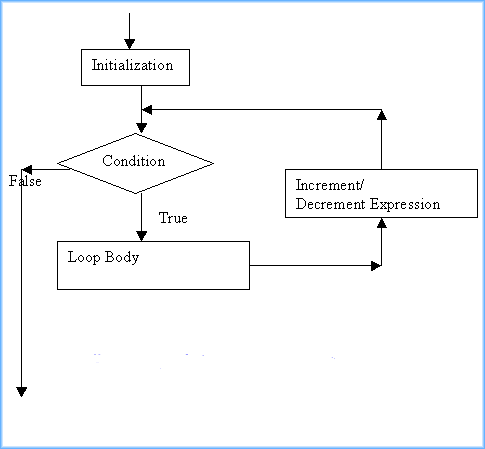 Initialization
Condition
False
True
Increment/
Decrement Expression
Loop Body